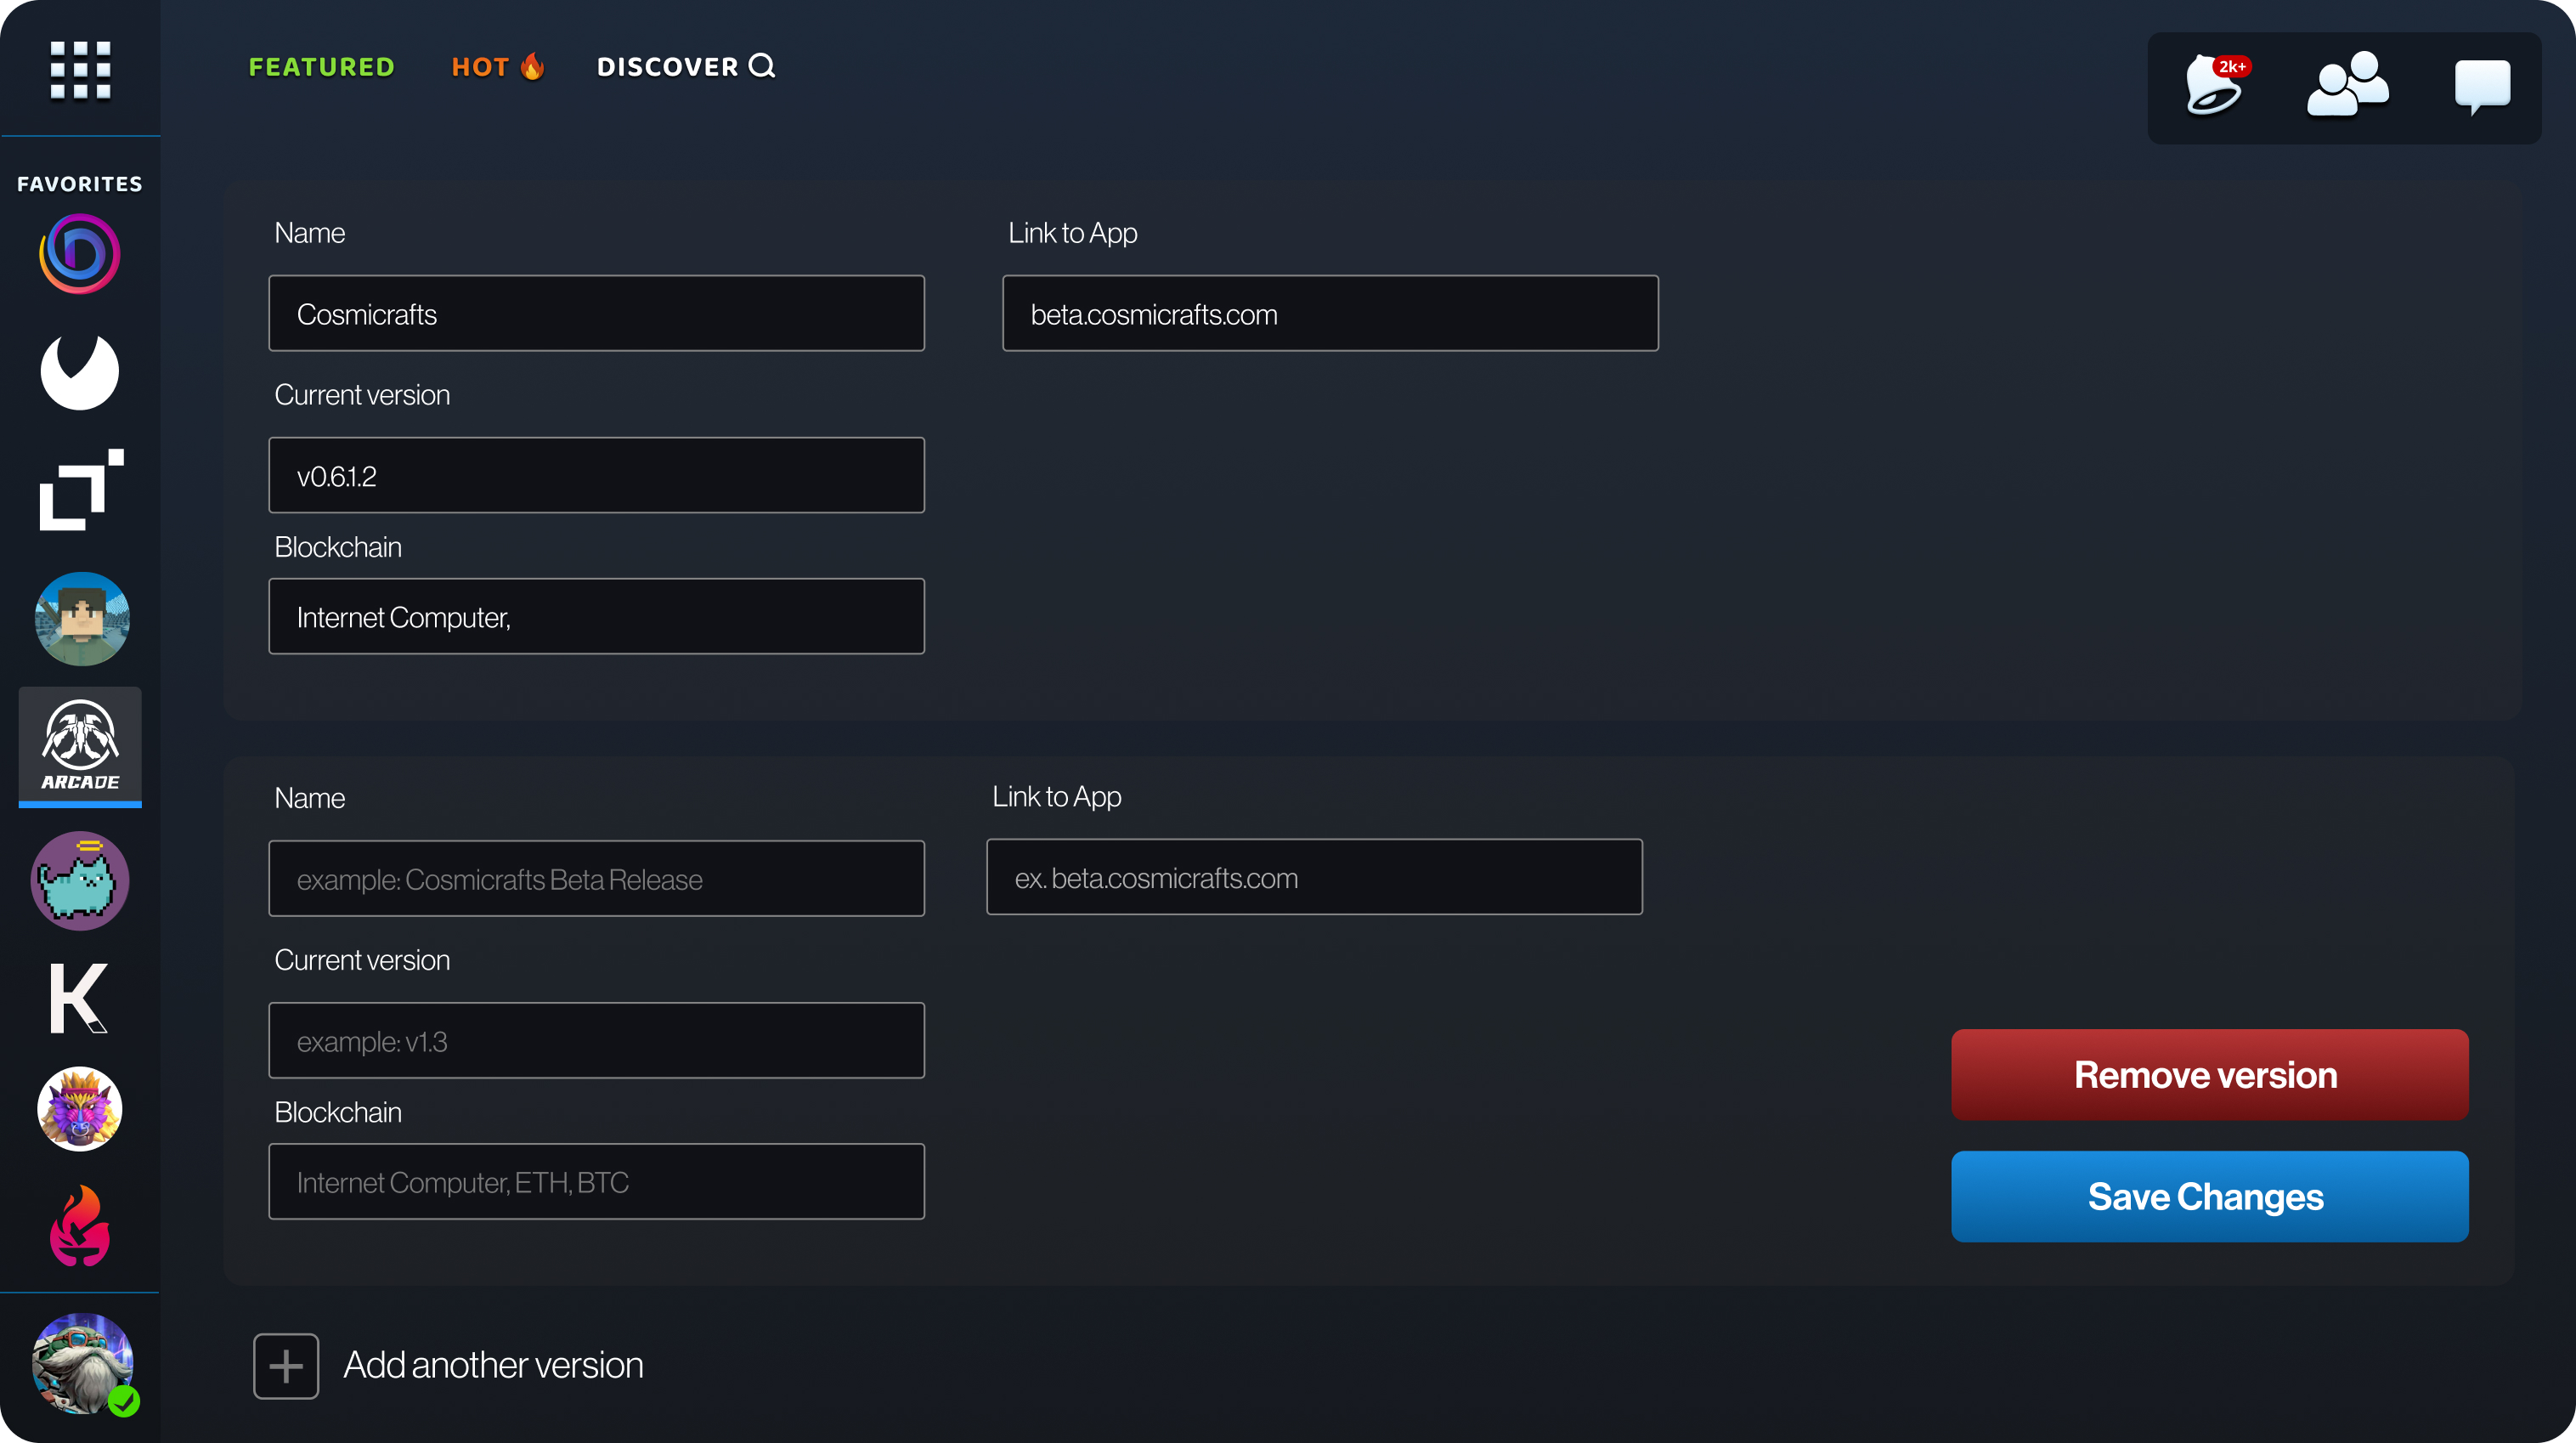 FEATURED HOT DISCOVER
2k+
FAVORITES
Name Link to App
Cosmicrafts beta.cosmicrafts.com
Current version
v0.6.1.2
Blockchain
Internet Computer,
ARCADE
Name Link to App
example: Cosmicrafts Beta Release ex. beta.cosmicrafts.com
Current version
example: v1.3
Blockchain
Internet Computer, ETH, BTC
Remove version
Save Changes
Add another version